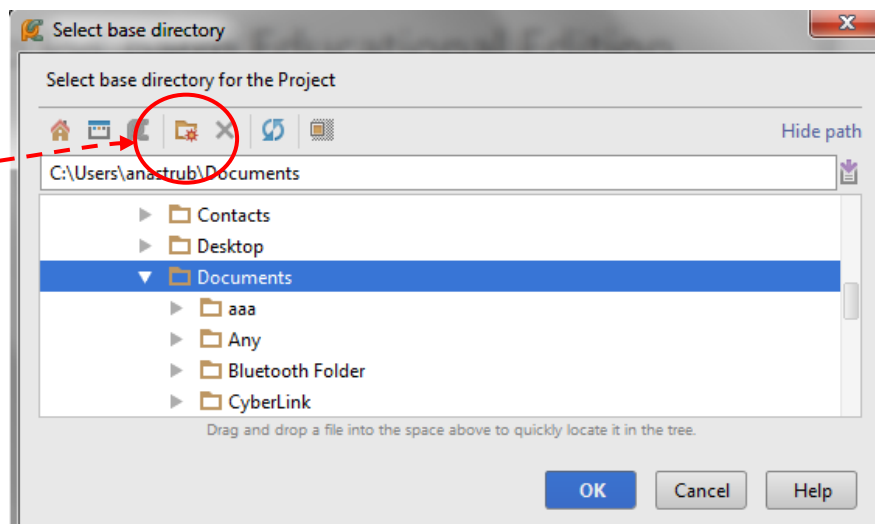 Select base directory
Select base directory for the Project
Hide path
C:\Users\anastrub\Documents
Contacts
Desktop
Documents
aaa
Any
Bluetooth Folder
CyberLink
Drag and drop a file into the space above to quickly locate it in the tree.
OK Cancel Help